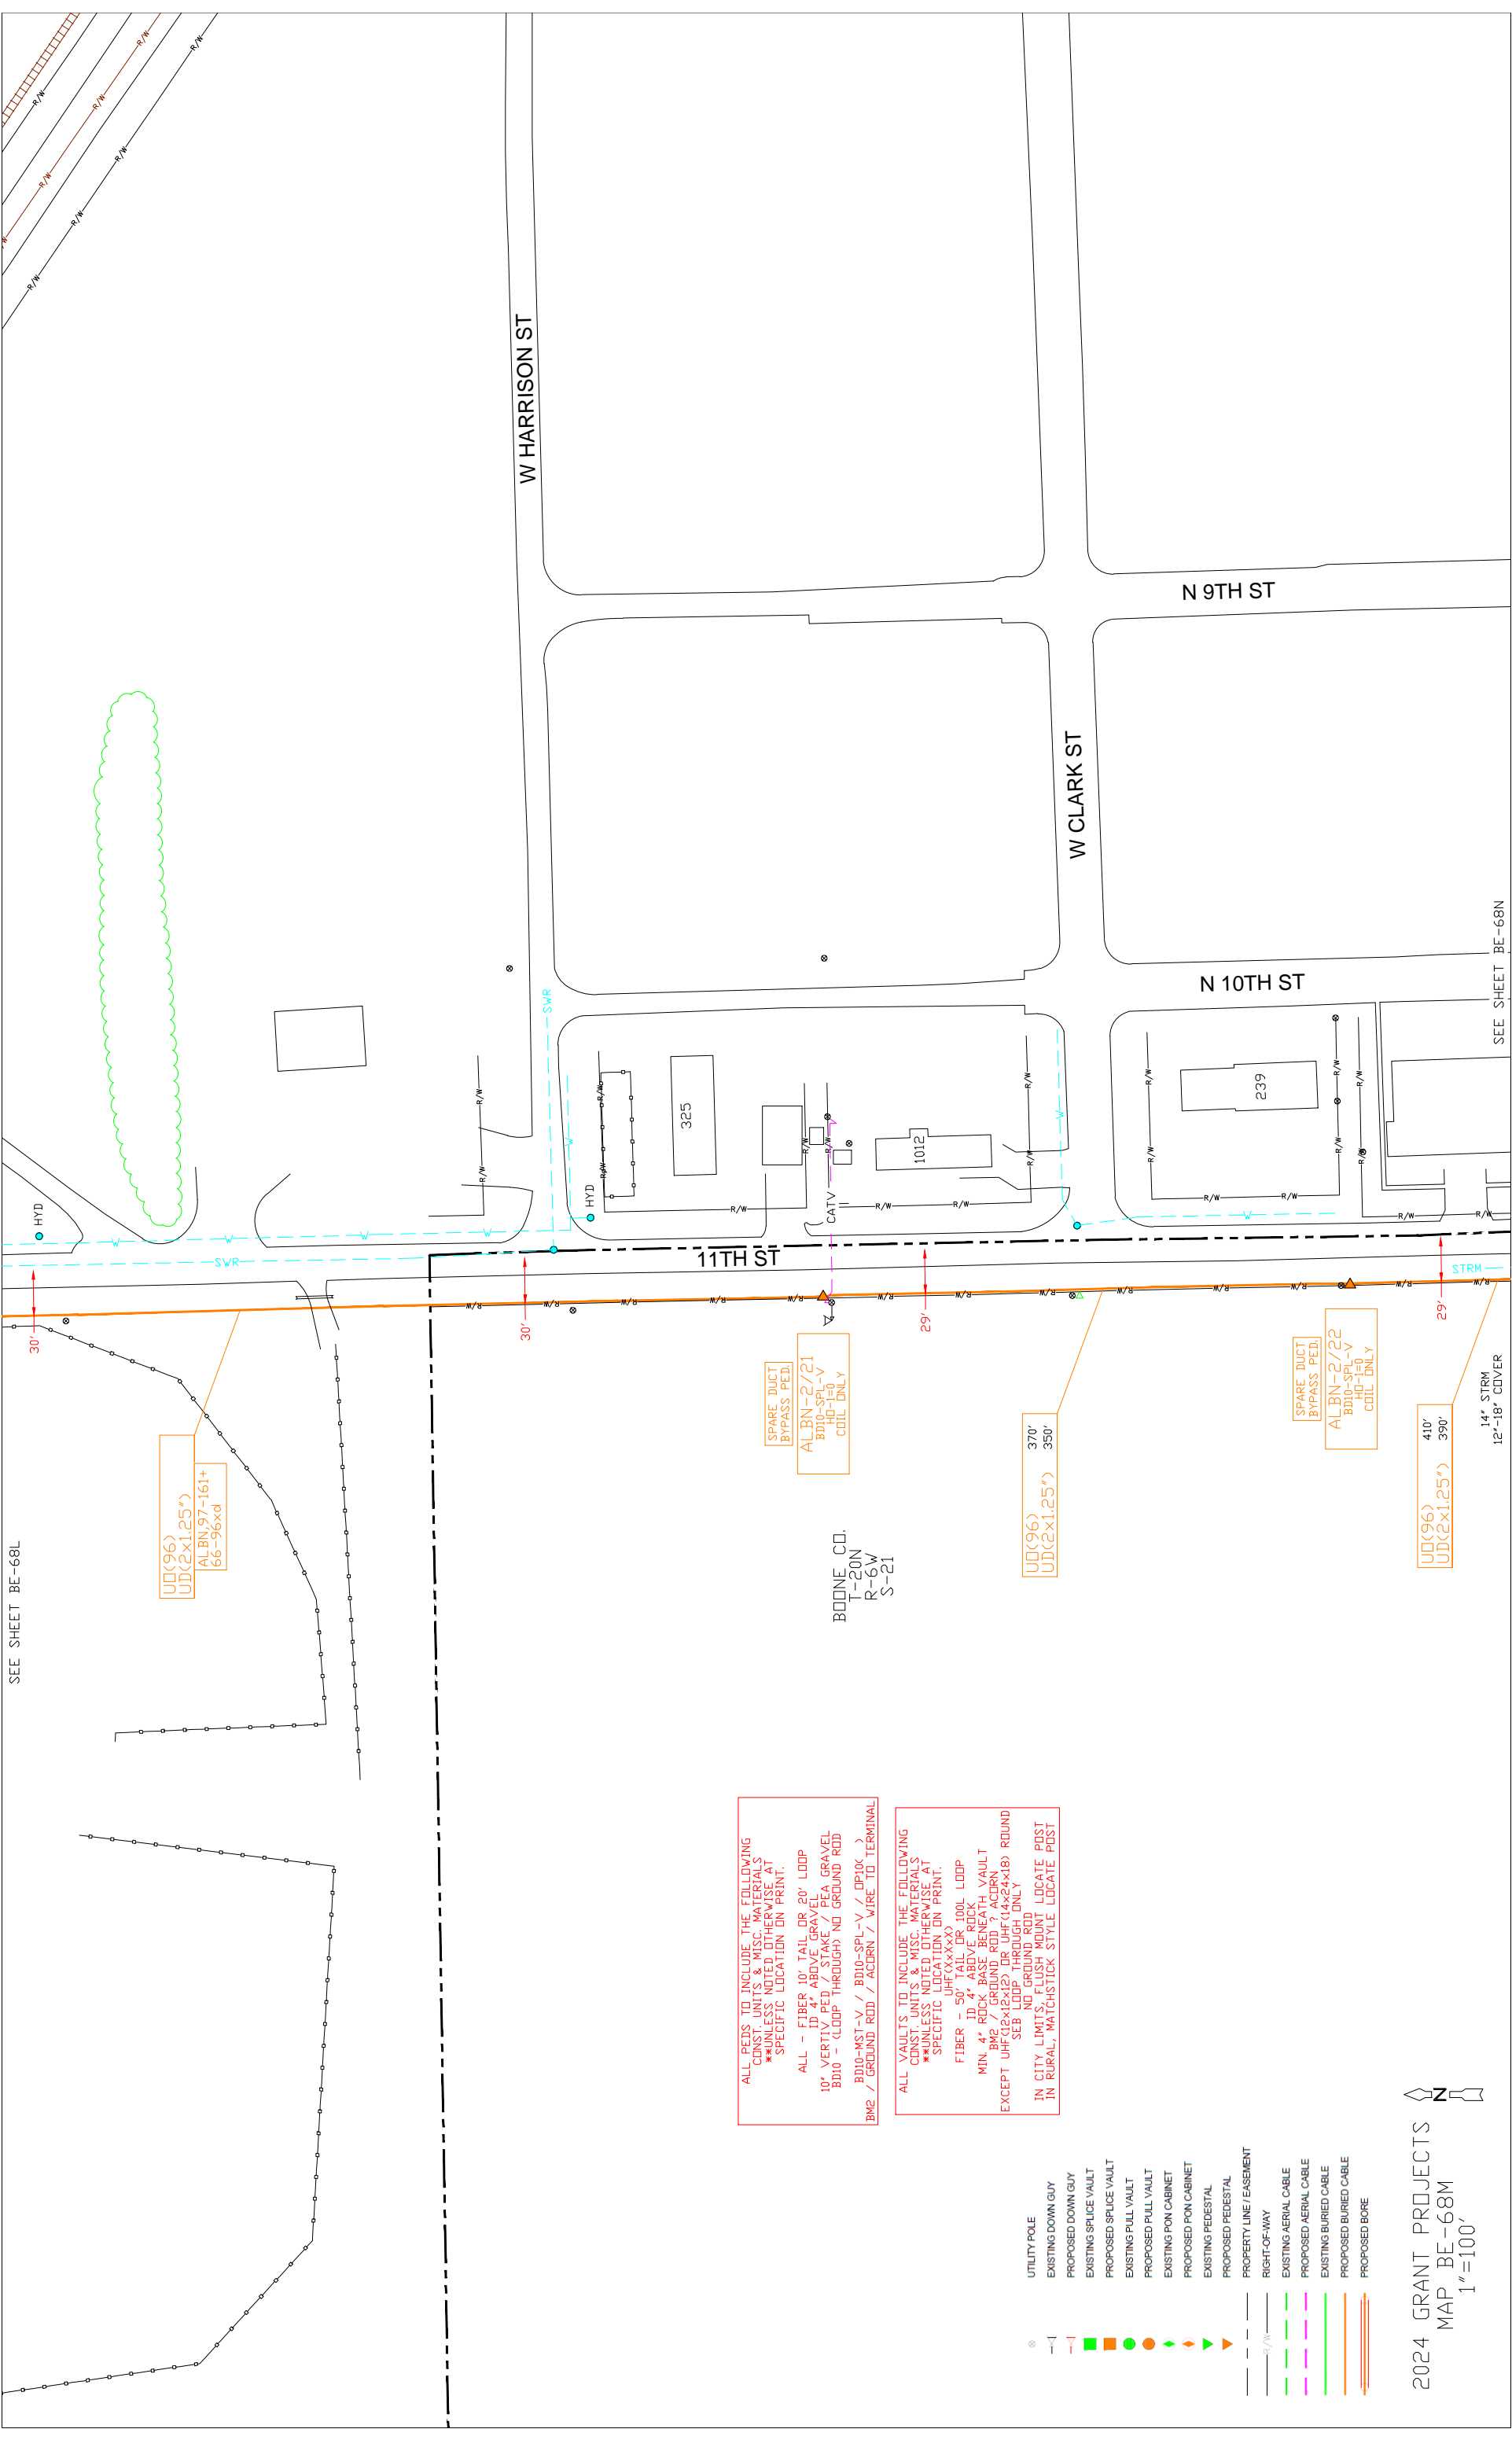 R/W
R/W
R/W
R/W
R/W
R/W
R/W
R/W
W HARRISON ST
N 9TH ST
W CLARK ST
N 10TH ST
SEE SHEET BE-68N
SWR
R/W
R/W
R/W
R/W
W
325
R/W
R/W
R/W
1012
R/W
W
R/W
239
R/W
R/W
R/W
HYD
HYD
CATV
R/W
R/W
R/W
R/W
R/W
R/W
R/W
W
W
W
W
W
SWR
11TH ST
STRM
R/W
R/W
R/W
R/W
R/W
R/W
R/W
R/W
R/W
R/W
R/W
R/W
R/W
R/W
30'
30'
29'
29'
SPARE DUCT
BYPASS PED.
ALBN-2/21
BD10-SPL-V
HO-1=0
COIL ONLY
SPARE DUCT
BYPASS PED.
ALBN-2/22
BD10-SPL-V
HO-1=0
COIL ONLY
14" STRM
12"-18" COVER
UO(96)
UD(2x1.25")
ALBN,97-161+
66-96xd
UO(96) 370'
UD(2x1.25") 350'
UO(96) 410'
UD(2x1.25") 390'
SEE SHEET BE-68L
BOONE CO.
T-20N
R-6W
S-21
ALL PEDS TO INCLUDE THE FOLLOWING
CONST. UNITS & MISC. MATERIALS
**UNLESS NOTED OTHERWISE AT
SPECIFIC LOCATION ON PRINT.
ALL - FIBER 10' TAIL OR 20' LOOP
ID 4" ABOVE GRAVEL
10" VERTIV PED / STAKE / PEA GRAVEL
BD10 - (LOOP THROUGH) NO GROUND ROD
BD10-MST-V / BD10-SPL-V / OP10( )
BM2 / GROUND ROD / ACORN / WIRE TO TERMINAL
ALL VAULTS TO INCLUDE THE FOLLOWING
CONST. UNITS & MISC. MATERIALS
**UNLESS NOTED OTHERWISE AT
SPECIFIC LOCATION ON PRINT.
UHF(XxXxX)
FIBER - 50' TAIL OR 100L LOOP
ID 4" ABOVE ROCK
MIN. 4" ROCK BASE BENEATH VAULT
BM2 / GROUND ROD ? ACORN
EXCEPT UHF(12x12x12) OR UHF(14x24x18) ROUND
SEB LOOP THROUGH ONLY
NO GROUND ROD
IN CITY LIMITS, FLUSH MOUNT LOCATE POST
IN RURAL, MATCHSTICK STYLE LOCATE POST
UTILITY POLE
EXISTING DOWN GUY
PROPOSED DOWN GUY
EXISTING SPLICE VAULT
PROPOSED SPLICE VAULT
EXISTING PULL VAULT
PROPOSED PULL VAULT
EXISTING PON CABINET
PROPOSED PON CABINET
EXISTING PEDESTAL
PROPOSED PEDESTAL
PROPERTY LINE / EASEMENT
R/W RIGHT-OF-WAY
EXISTING AERIAL CABLE
PROPOSED AERIAL CABLE
EXISTING BURIED CABLE
PROPOSED BURIED CABLE
PROPOSED BORE
N
2024 GRANT PROJECTS
MAP BE-68M
1"=100'